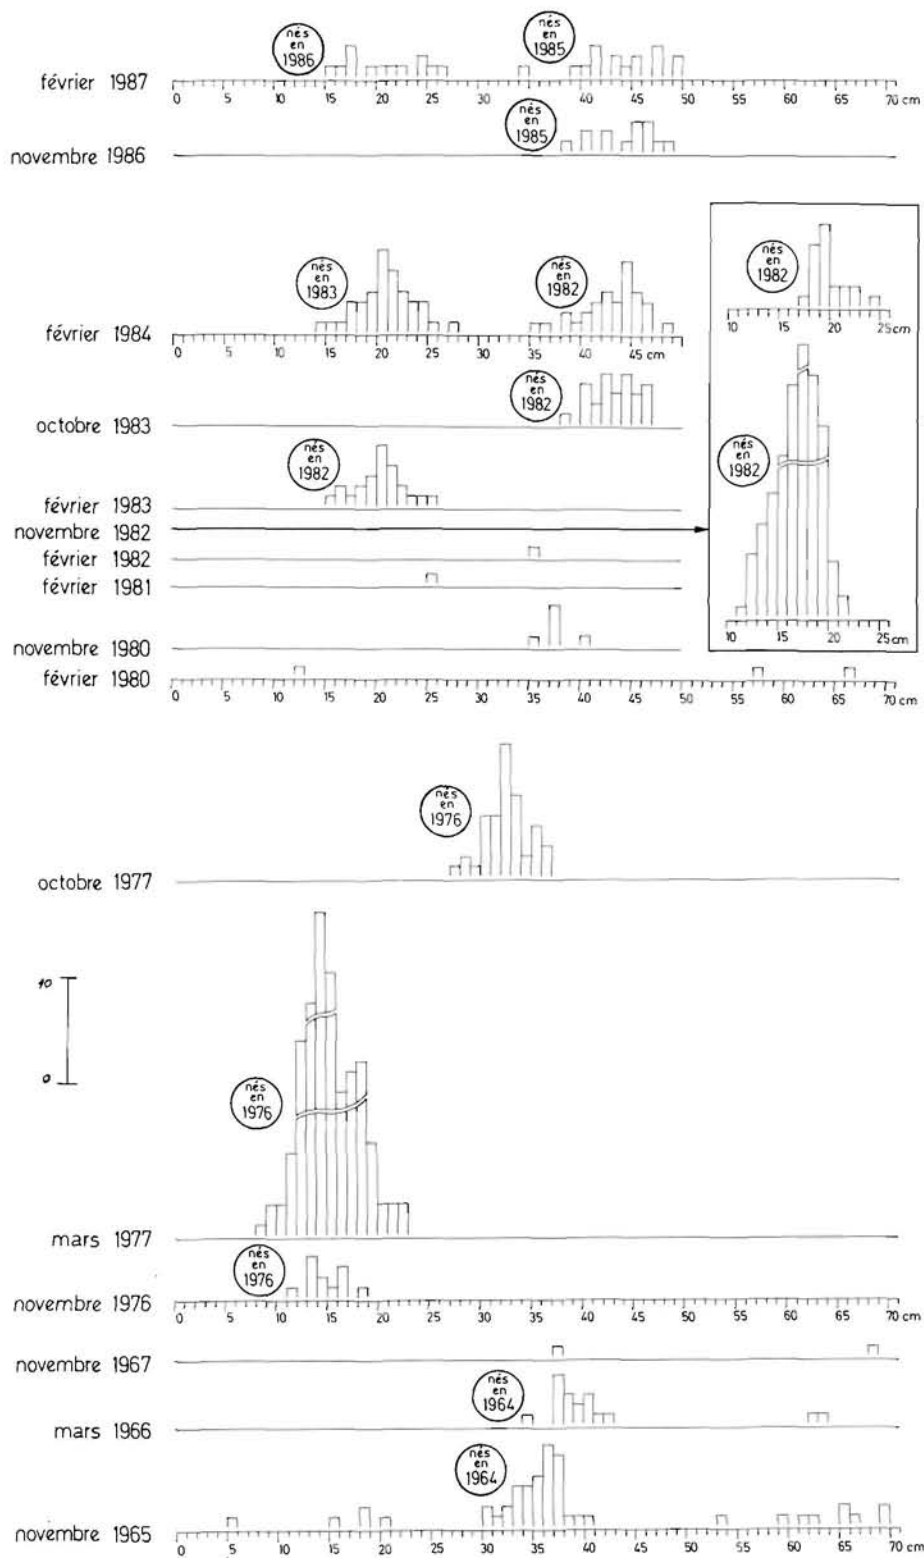 nés en 1986
nés en 1985
février 1987
0 5 10 15 20 25 30 35 40 45 50 55 60 65 70 cm
nés en 1985
novembre 1986
nés en 1983
nés en 1982
février 1984
0 5 10 15 20 25 30 35 40 45 cm
nés en 1982
10 15 20 25 cm
nés en 1982
octobre 1983
nés en 1982
nés en 1982
février 1983
novembre 1982
février 1982
février 1981
10 15 20 25 cm
novembre 1980
février 1980
0 5 10 15 20 25 30 35 40 45 50 55 60 65 70 cm
nés en 1976
octobre 1977
10
0
nés en 1976
mars 1977
nés en 1976
novembre 1976
0 5 10 15 20 25 30 35 40 45 50 55 60 65 70 cm
novembre 1967
nés en 1964
mars 1966
nés en 1964
novembre 1965
0 5 10 15 20 25 30 35 40 45 50 55 60 65 70 cm